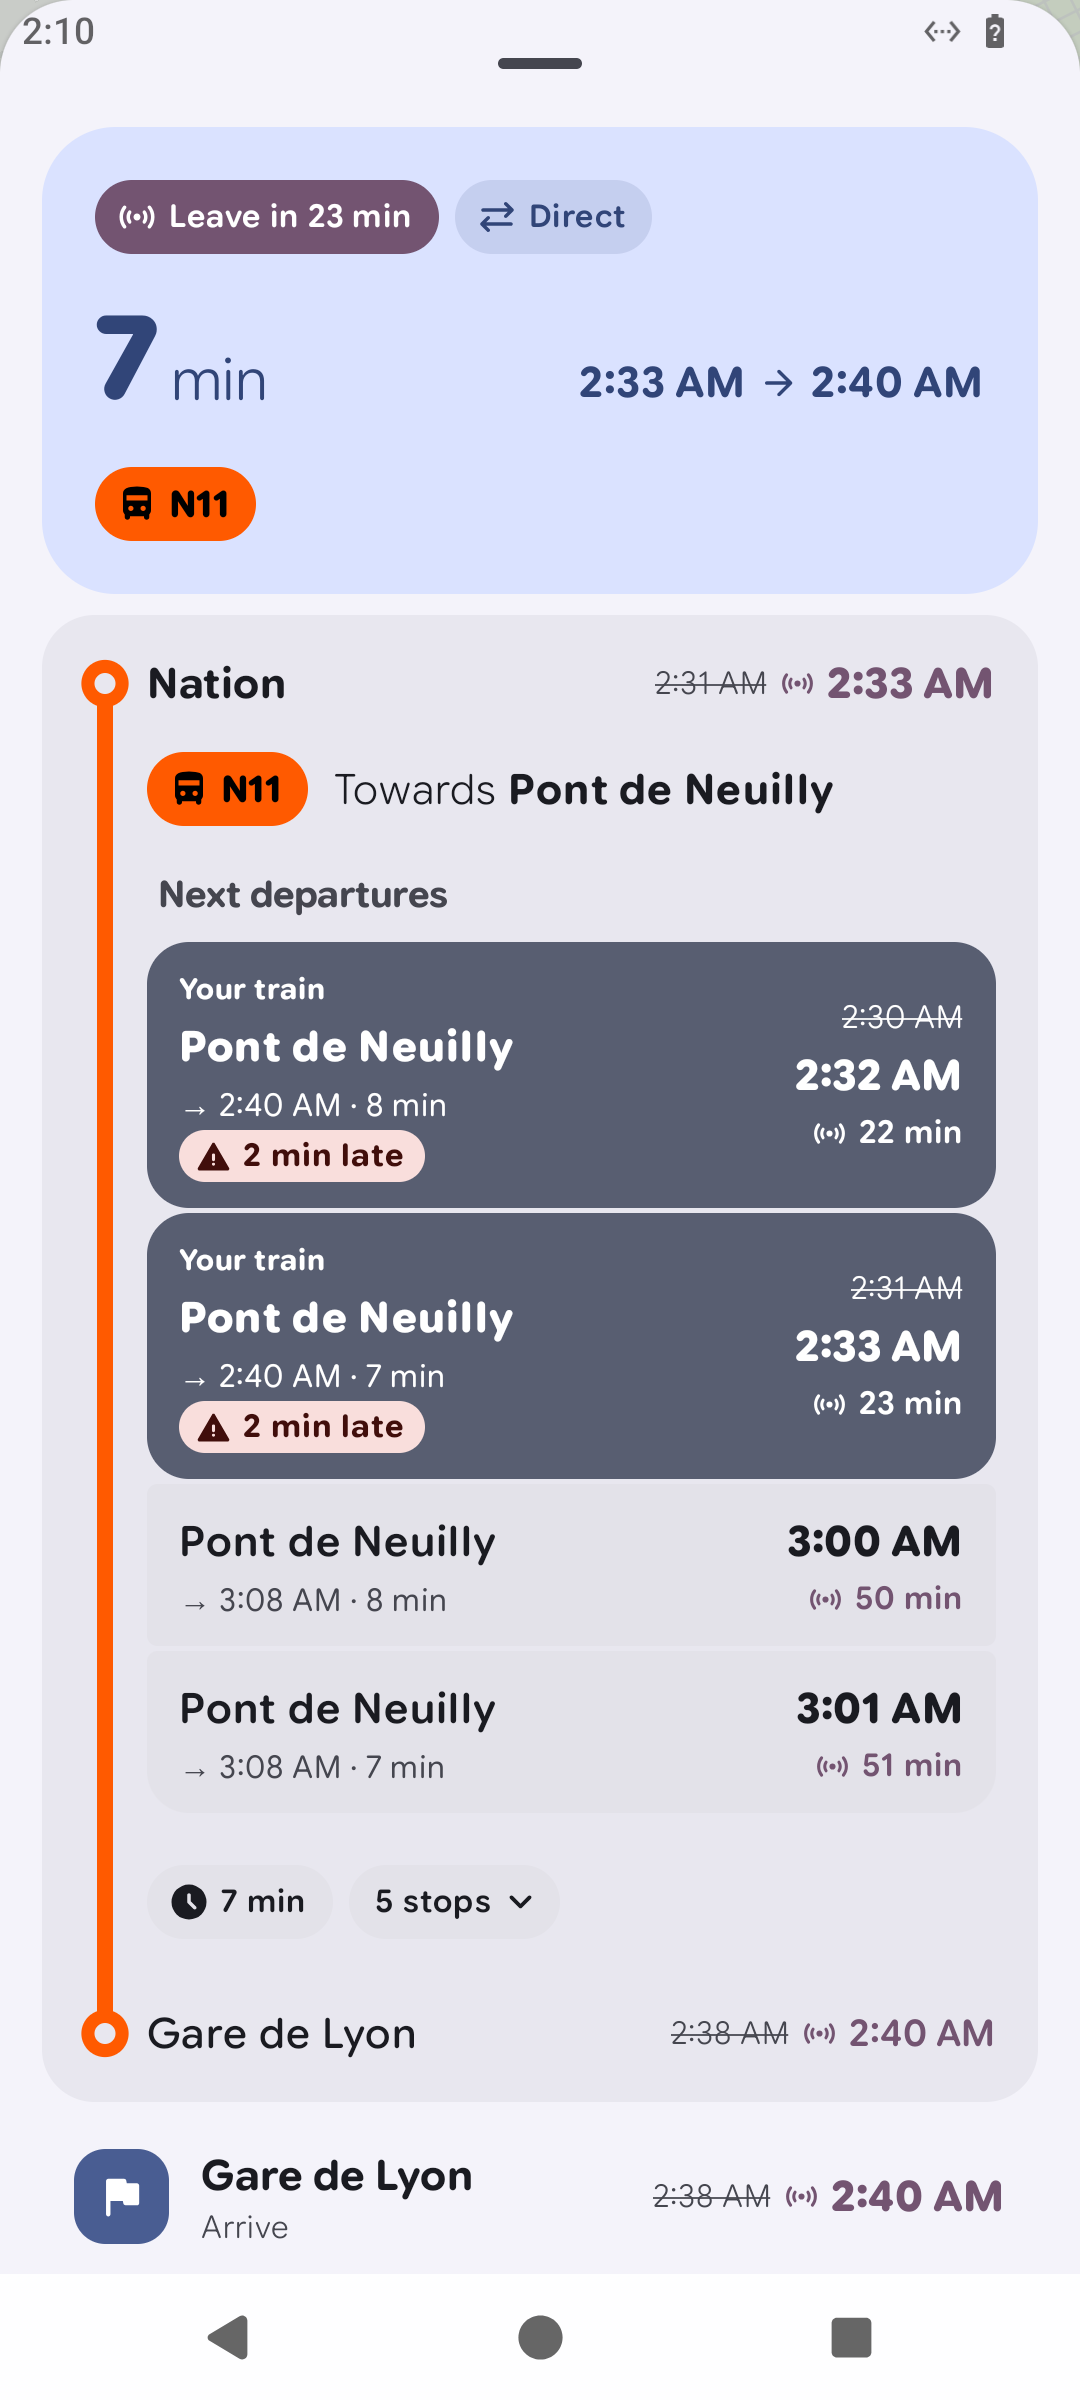 2:10
Leave in 23 min
Direct
7 min
2:33 AM → 2:40 AM
N11
Nation
2:31 AM 2:33 AM
N11 Towards Pont de Neuilly
Next departures
Your train
Pont de Neuilly
→ 2:40 AM · 8 min
2 min late
2:30 AM
2:32 AM
22 min
Your train
Pont de Neuilly
→ 2:40 AM · 7 min
2 min late
2:31 AM
2:33 AM
23 min
Pont de Neuilly
→ 3:08 AM · 8 min
3:00 AM
50 min
Pont de Neuilly
→ 3:08 AM · 7 min
3:01 AM
51 min
7 min
5 stops
Gare de Lyon
2:38 AM 2:40 AM
Gare de Lyon
Arrive
2:38 AM 2:40 AM